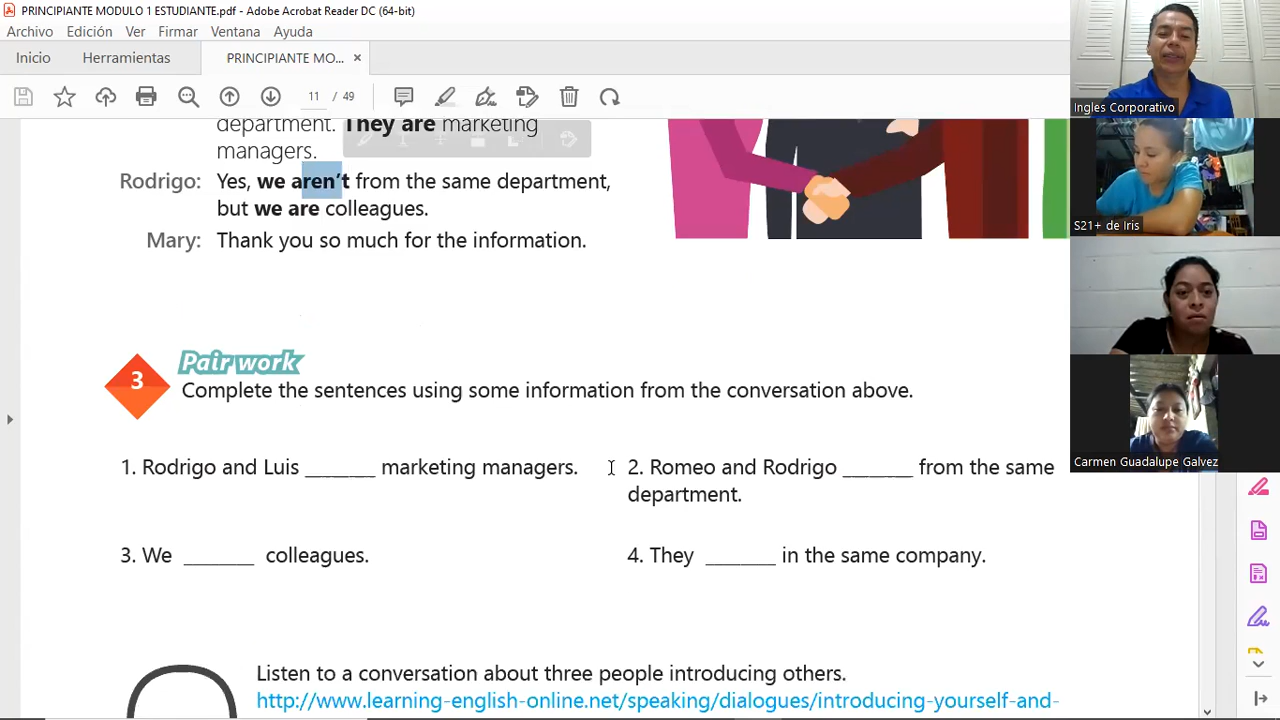 PRINCIPIANTE MODULO 1 ESTUDIANTE.pdf - Adobe Acrobat Reader DC (64-bit)
Archivo Edición Ver Firmar Ventana Ayuda
Inicio Herramientas PRINCIPIANTE MO... ×
11 / 49
department. They are marketing
managers.
Rodrigo: Yes, we aren't from the same department,
but we are colleagues.
Mary: Thank you so much for the information.
3
Pair work
Complete the sentences using some information from the conversation above.
1. Rodrigo and Luis _______ marketing managers.
2. Romeo and Rodrigo _______ from the same
department.
3. We _______ colleagues.
4. They _______ in the same company.
Listen to a conversation about three people introducing others.
http://www.learning-english-online.net/speaking/dialogues/introducing-yourself-and-
Ingles Corporativo
S21+ de Iris
Carmen Guadalupe Galvez